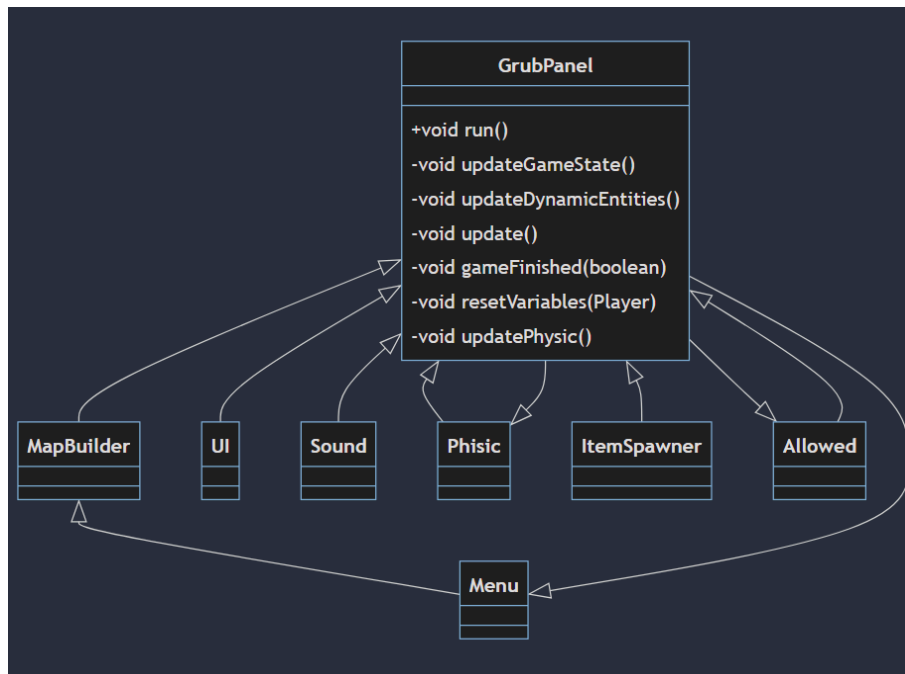 GrubPanel
+void run()
-void updateGameState()
-void updateDynamicEntities()
-void update()
-void gameFinished(boolean)
-void resetVariables(Player)
-void updatePhysic()
MapBuilder
UI
Sound
Phisic
ItemSpawner
Allowed
Menu